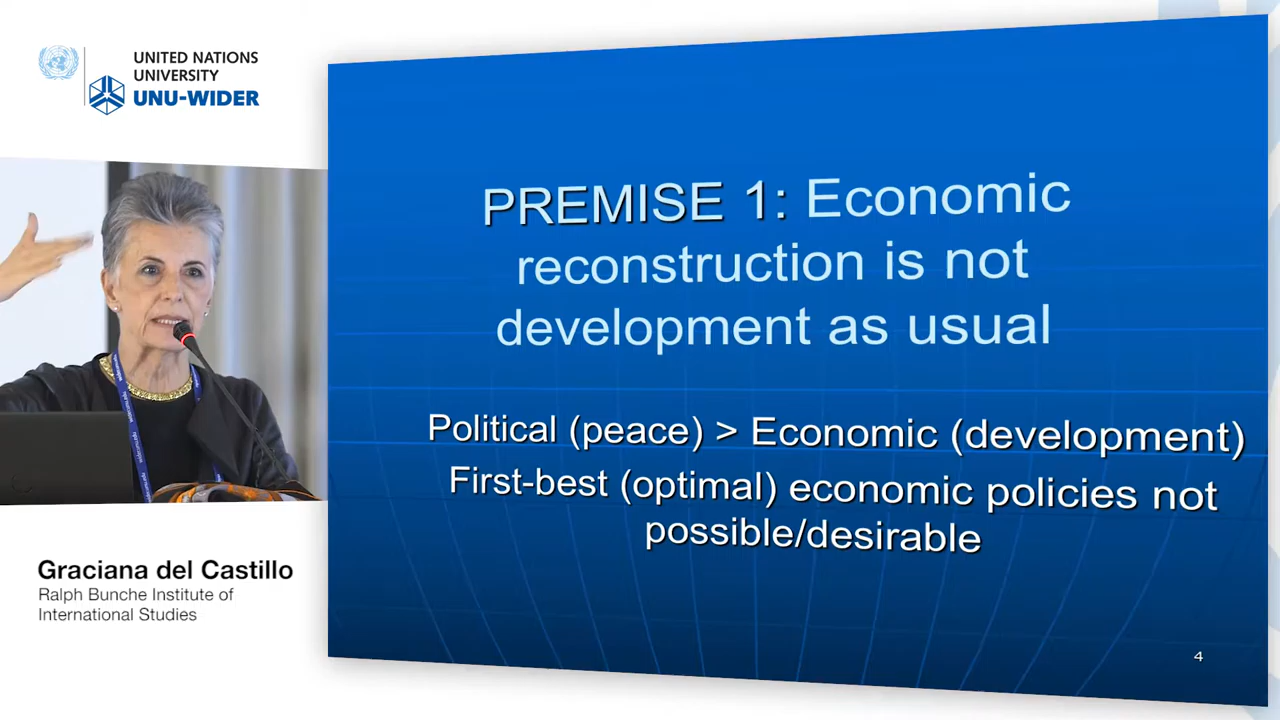 UNITED NATIONS
UNIVERSITY
UNU-WIDER
PREMISE 1: Economic
reconstruction is not
development as usual
Political (peace) > Economic (development)
First-best (optimal) economic policies not
possible/desirable
4
Graciana del Castillo
Ralph Bunche Institute of
International Studies